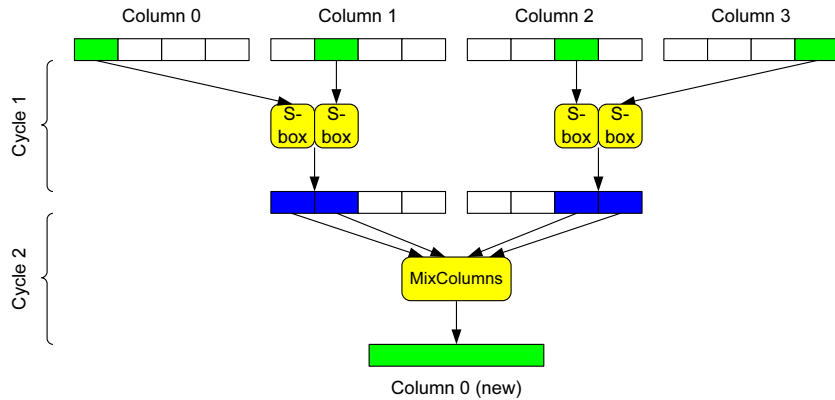 Column 0
Column 1
Column 2
Column 3
Cycle 1
S-
box
S-
box
S-
box
S-
box
Cycle 2
MixColumns
Column 0 (new)